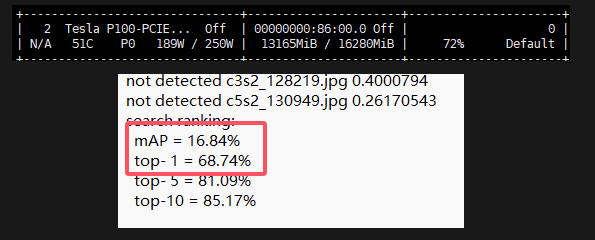 +-------------------------------+----------------------+----------------------+
|   2  Tesla P100-PCIE...  Off  | 00000000:86:00.0 Off |                    0 |
| N/A   51C    P0   189W / 250W |  13165MiB / 16280MiB |     72%      Default |
+-------------------------------+----------------------+----------------------+
not detected c3s2_128219.jpg 0.4000794
not detected c5s2_130949.jpg 0.26170543
search ranking:
mAP = 16.84%
top- 1 = 68.74%
top- 5 = 81.09%
top-10 = 85.17%